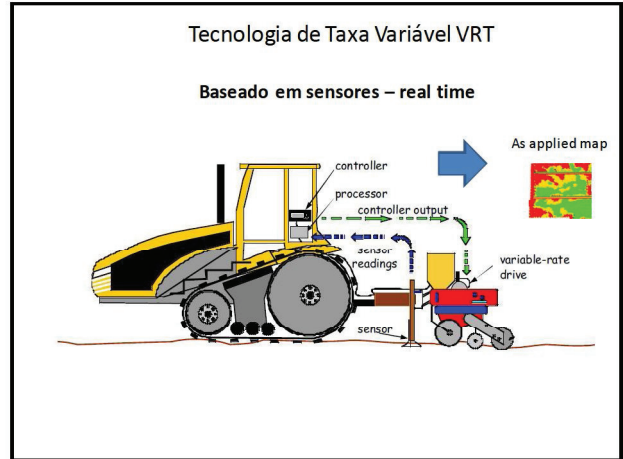 Tecnologia de Taxa Variável VRT
Baseado em sensores – real time
As applied map
controller
processor
controller output
sensor
readings
variable-rate
drive
sensor